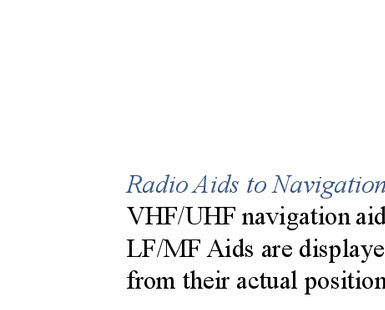 Radio Aids to Navigation
VHF/UHF navigation aid
LF/MF Aids are displaye
from their actual position